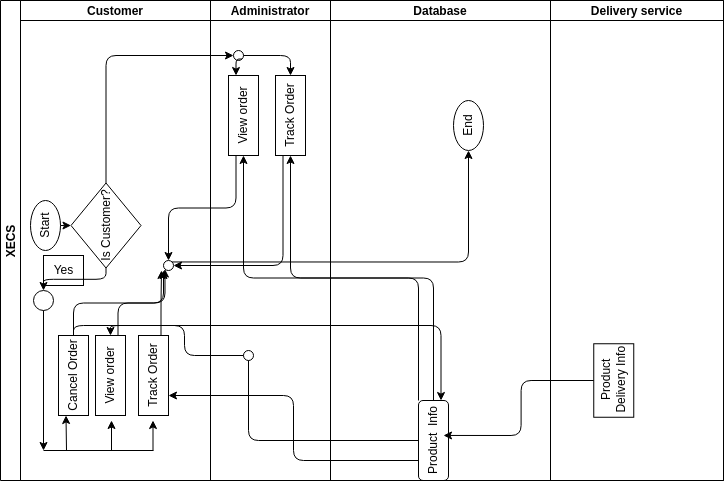 Customer
Administrator
Database
Delivery service
XECS
View order
Track Order
End
Start
Is Customer?
Yes
Cancel Order
View order
Track Order
Product Info
Product
Delivery Info